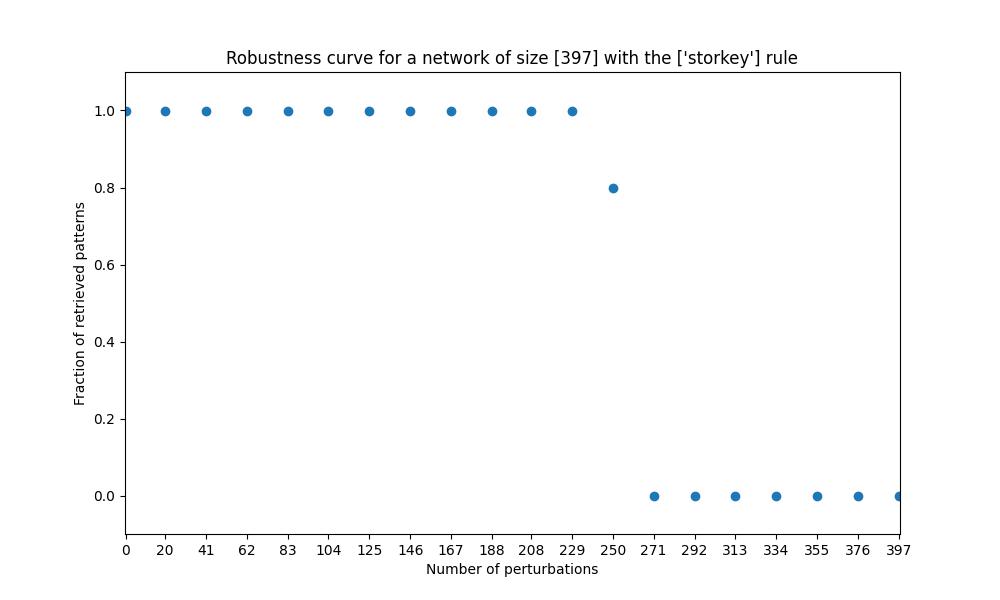 Robustness curve for a network of size [397] with the ['storkey'] rule
Fraction of retrieved patterns
1.0
0.8
0.6
0.4
0.2
0.0
0 20 41 62 83 104 125 146 167 188 208 229 250 271 292 313 334 355 376 397
Number of perturbations